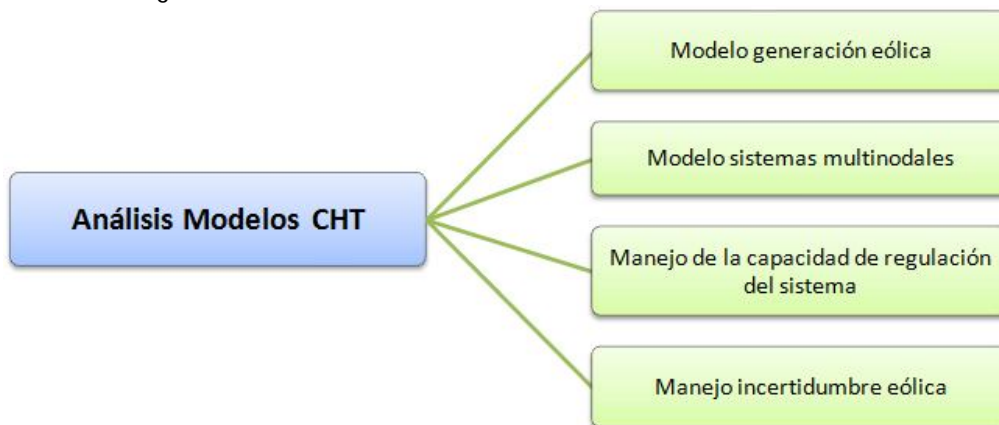 Modelo generación eólica
Modelo sistemas multinodales
Análisis Modelos CHT
Manejo de la capacidad de regulación
del sistema
Manejo incertidumbre eólica